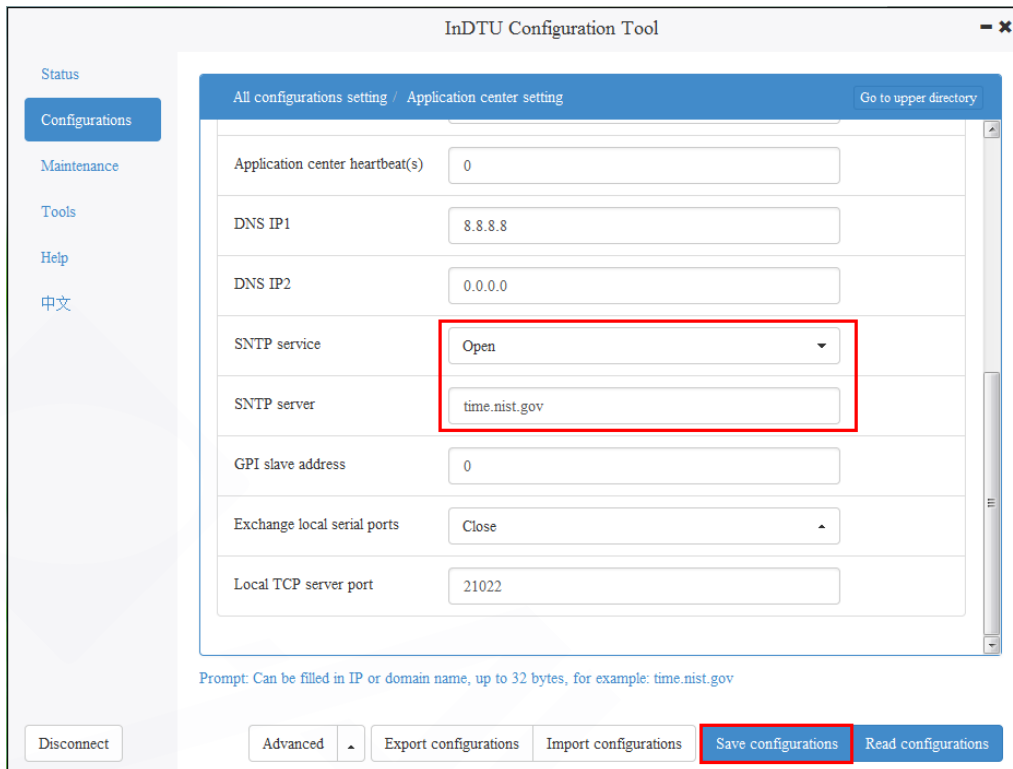 InDTU Configuration Tool
Status
Configurations
Maintenance
Tools
Help
中文
All configurations setting / Application center setting
Go to upper directory
Application center heartbeat(s) 0
DNS IP1 8.8.8.8
DNS IP2 0.0.0.0
SNTP service Open
SNTP server time.nist.gov
GPI slave address 0
Exchange local serial ports Close
Local TCP server port 21022
Prompt: Can be filled in IP or domain name, up to 32 bytes, for example: time.nist.gov
Disconnect
Advanced
Export configurations
Import configurations
Save configurations
Read configurations